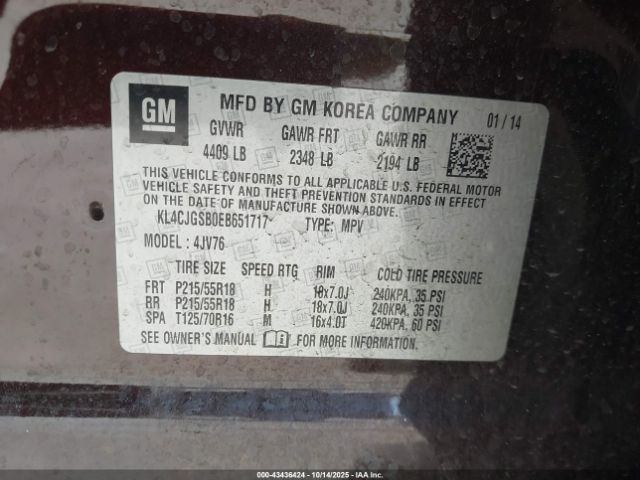 GM MFD BY GM KOREA COMPANY 01/14
GVWR GAWR FRT GAWR RR
4409 LB 2348 LB 2194 LB
THIS VEHICLE CONFORMS TO ALL APPLICABLE U.S. FEDERAL MOTOR
VEHICLE SAFETY AND THEFT PREVENTION STANDARDS IN EFFECT
ON THE DATE OF MANUFACTURE SHOWN ABOVE.
KL4CJGSB0EB651717 TYPE: MPV
MODEL: 4JV76
TIRE SIZE SPEED RTG RIM COLD TIRE PRESSURE
FRT P215/55R18 H 18x7.0J 240KPA, 35 PSI
RR P215/55R18 H 18x7.0J 240KPA, 35 PSI
SPA T125/70R16 M 16x4.0T 420KPA, 60 PSI
SEE OWNER'S MANUAL FOR MORE INFORMATION
000-43436424 | 10/14/2025 | © IAA, Inc.